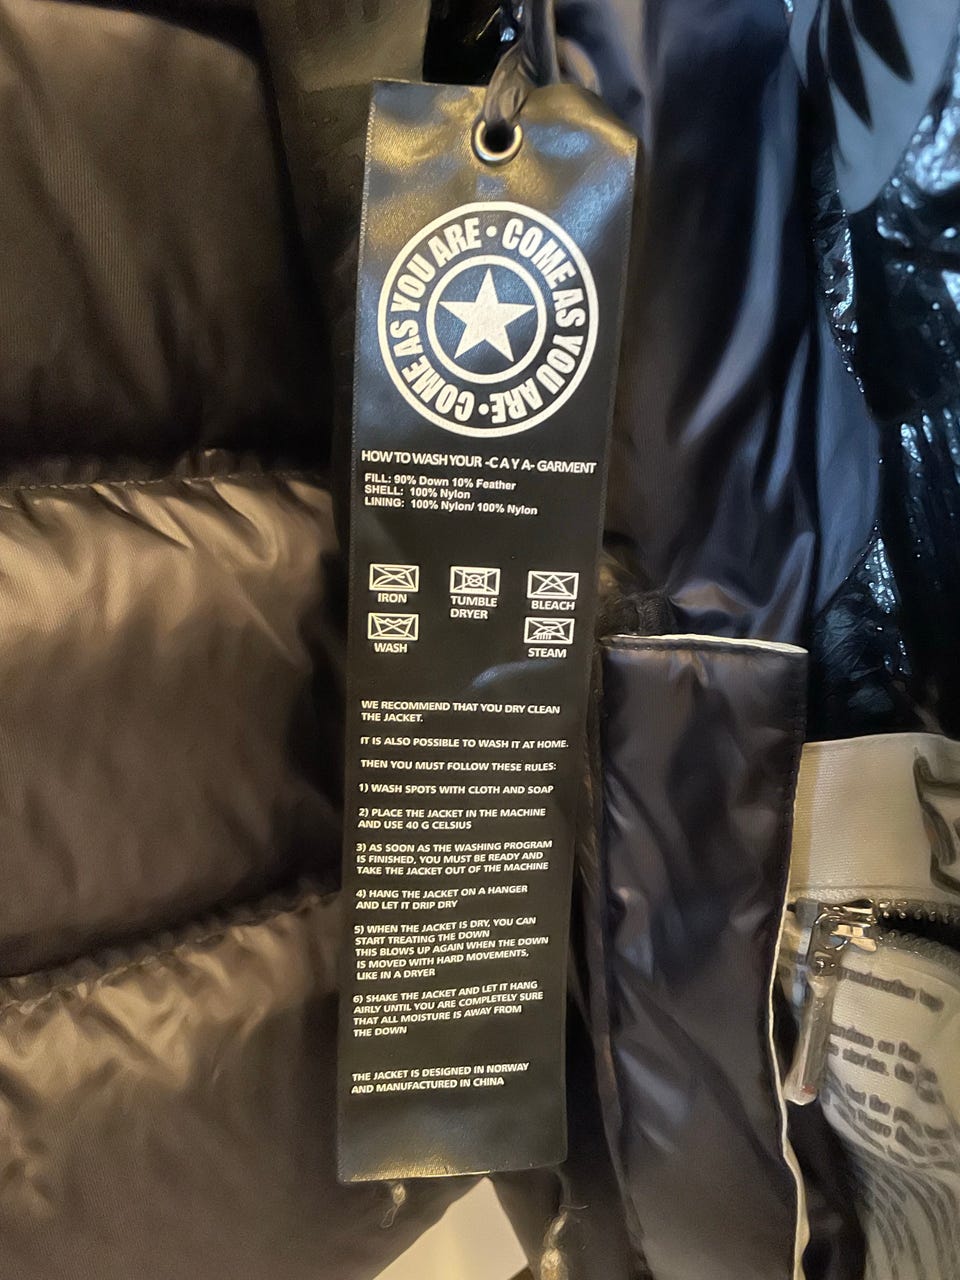 COME AS YOU ARE • COME AS YOU ARE •
HOW TO WASH YOUR -C A Y A- GARMENT
FILL: 90% Down 10% Feather
SHELL: 100% Nylon
LINING: 100% Nylon/ 100% Nylon
IRON
TUMBLE
DRYER
BLEACH
WASH
STEAM
WE RECOMMEND THAT YOU DRY CLEAN
THE JACKET.
IT IS ALSO POSSIBLE TO WASH IT AT HOME.
THEN YOU MUST FOLLOW THESE RULES:
1) WASH SPOTS WITH CLOTH AND SOAP
2) PLACE THE JACKET IN THE MACHINE
AND USE 40 G CELSIUS
3) AS SOON AS THE WASHING PROGRAM
IS FINISHED, YOU MUST BE READY AND
TAKE THE JACKET OUT OF THE MACHINE
4) HANG THE JACKET ON A HANGER
AND LET IT DRIP DRY
5) WHEN THE JACKET IS DRY, YOU CAN
START TREATING THE DOWN
THIS BLOWS UP AGAIN WHEN THE DOWN
IS MOVED WITH HARD MOVEMENTS,
LIKE IN A DRYER
6) SHAKE THE JACKET AND LET IT HANG
AIRLY UNTIL YOU ARE COMPLETELY SURE
THAT ALL MOISTURE IS AWAY FROM
THE DOWN
THE JACKET IS DESIGNED IN NORWAY
AND MANUFACTURED IN CHINA